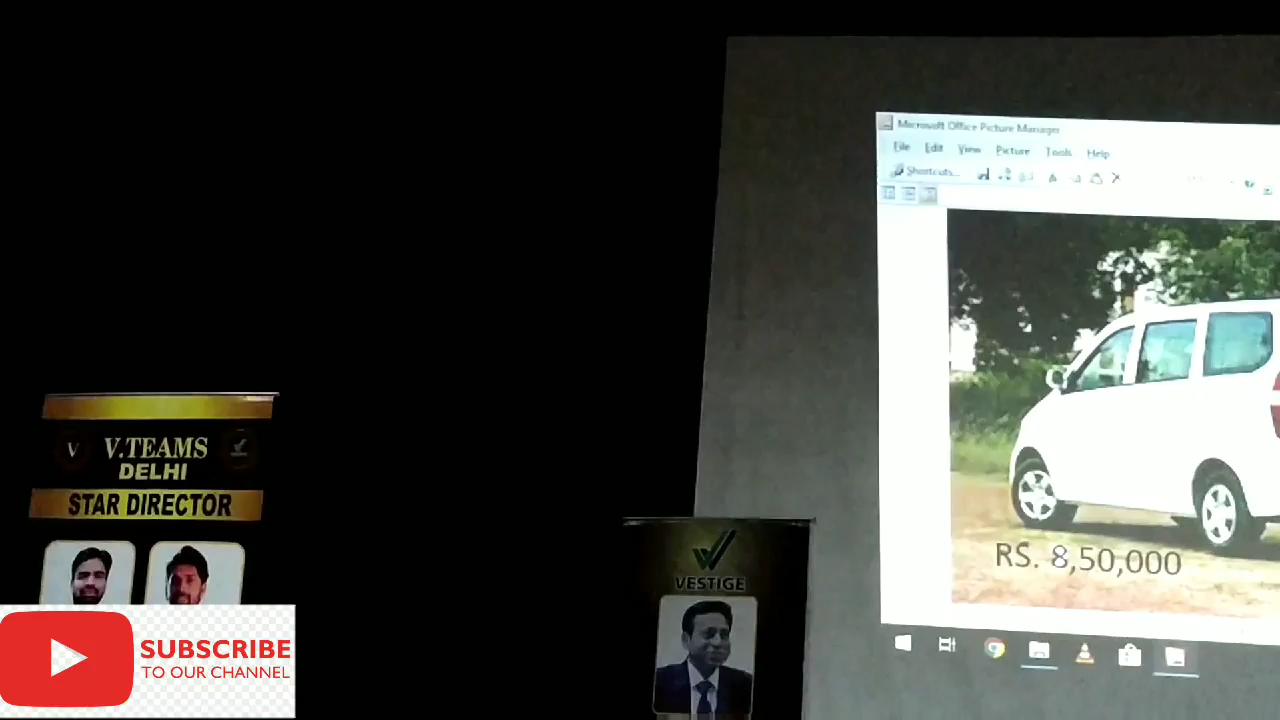 Microsoft Office Picture Manager
File Edit View Picture Tools Help
Shortcuts...
RS. 8,50,000
V V.TEAMS
DELHI
STAR DIRECTOR
VESTIGE
SUBSCRIBE
TO OUR CHANNEL